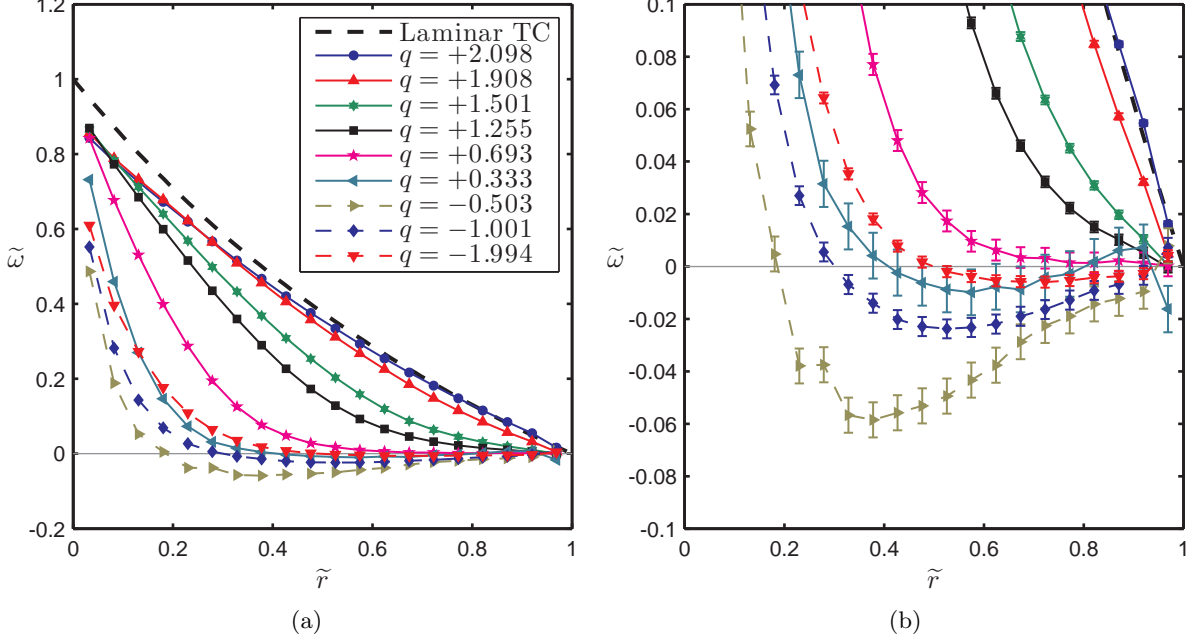 1.2
1
0.8
0.6
0.4
0.2
0
-0.2
0
0.2
0.4
0.6
0.8
1
ε̃
r̃
Laminar TC
q = +2.098
q = +1.908
q = +1.501
q = +1.255
q = +0.693
q = +0.333
q = −0.503
q = −1.001
q = −1.994
(a)
0.1
0.08
0.06
0.04
0.02
0
-0.02
-0.04
-0.06
-0.08
-0.1
0
0.2
0.4
0.6
0.8
1
ε̃
r̃
(b)